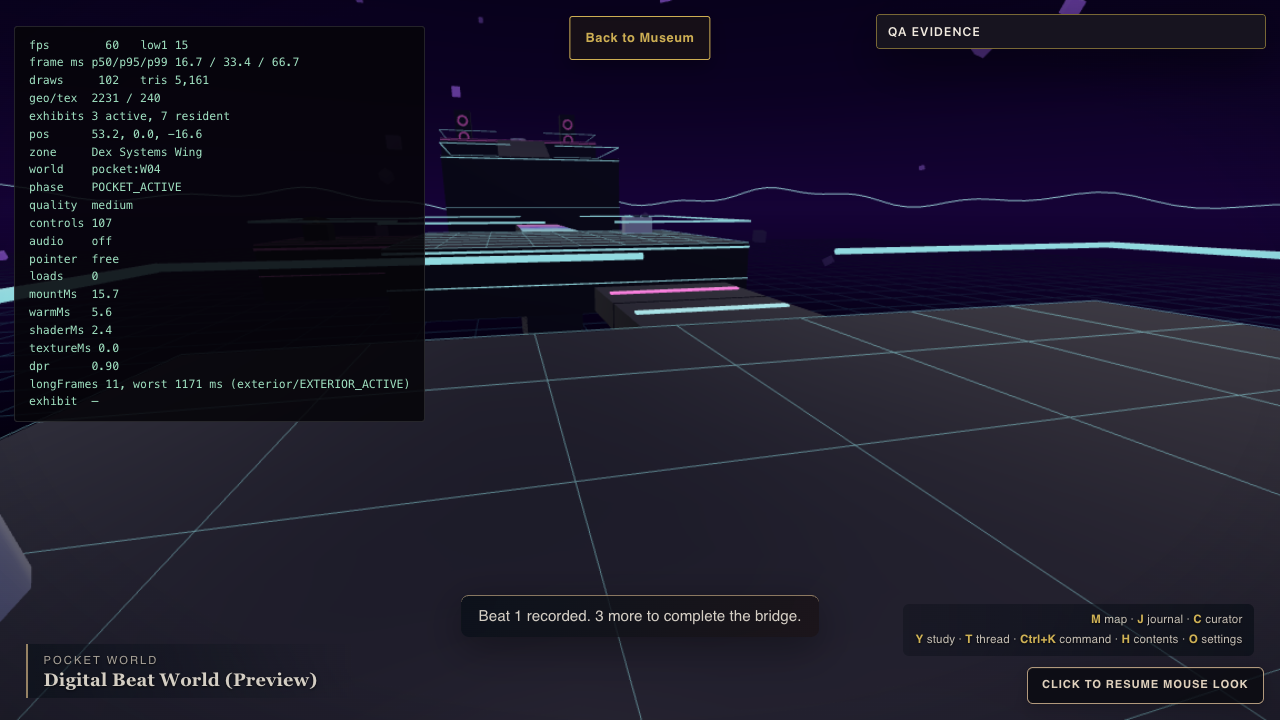 fps 60 low1 15
frame ms p50/p95/p99 16.7 / 33.4 / 66.7
draws 102 tris 5,161
geo/tex 2231 / 240
exhibits 3 active, 7 resident
pos 53.2, 0.0, −16.6
zone Dex Systems Wing
world pocket:W04
phase POCKET_ACTIVE
quality medium
controls 107
audio off
pointer free
loads 0
mountMs 15.7
warmMs 5.6
shaderMs 2.4
textureMs 0.0
dpr 0.90
longFrames 11, worst 1171 ms (exterior/EXTERIOR_ACTIVE)
exhibit —
Back to Museum
QA EVIDENCE
Beat 1 recorded. 3 more to complete the bridge.
M map · J journal · C curator
Y study · T thread · Ctrl+K command · H contents · O settings
POCKET WORLD
Digital Beat World (Preview)
CLICK TO RESUME MOUSE LOOK